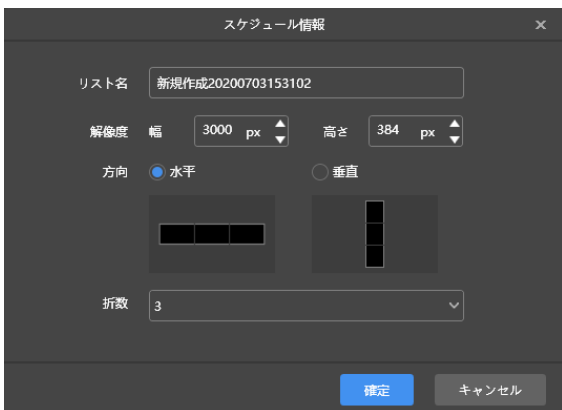 スケジュール情報
リスト名 新規作成20200703153102
解像度 幅 3000 px 高さ 384 px
方向 水平 垂直
折数 3
確定 キャンセル